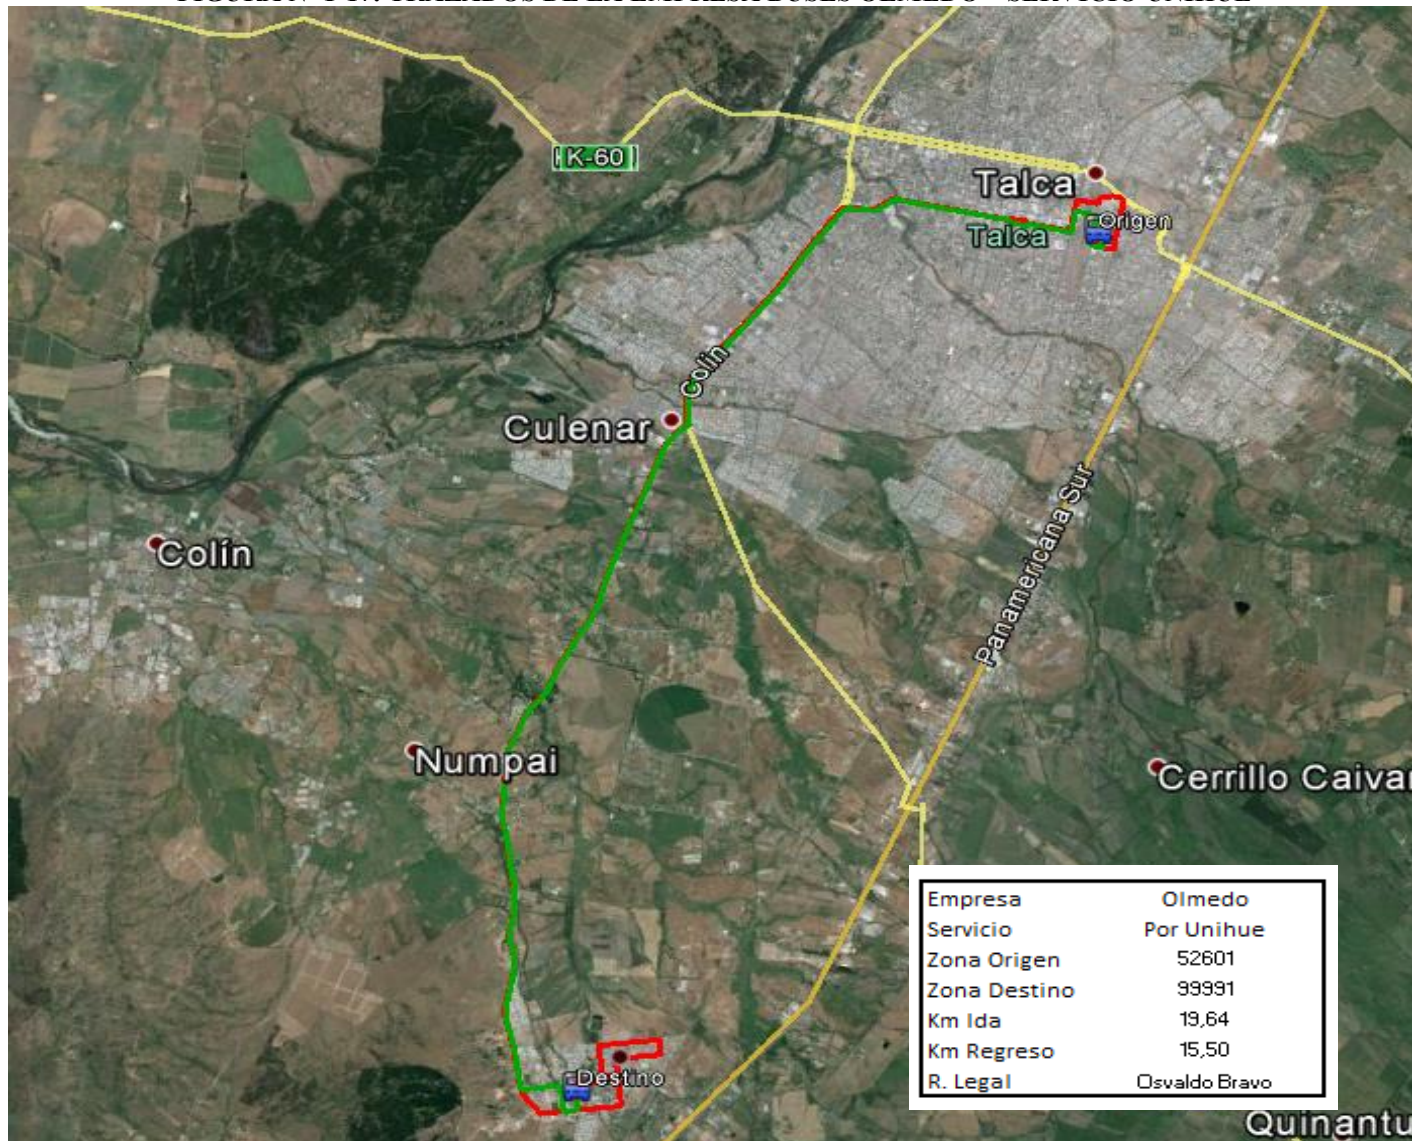 K-60
Talca
Origen
Talca
Colin
Culenar
Panamericana Sur
Colín
Numpai
Cerrillo Caivar
Empresa Olmedo
Servicio Por Unihue
Zona Origen 52601
Zona Destino 99991
Km Ida 19,64
Km Regreso 15,50
R. Legal Osvaldo Bravo
Destino
Quinantu